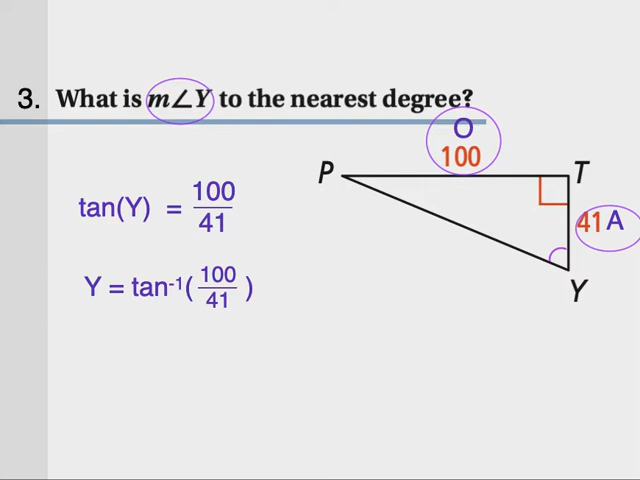 3. What is m∠Y to the nearest degree?
O
100
P
T
tan(Y) = 100/41
41 A
Y = tan⁻¹(100/41)
Y